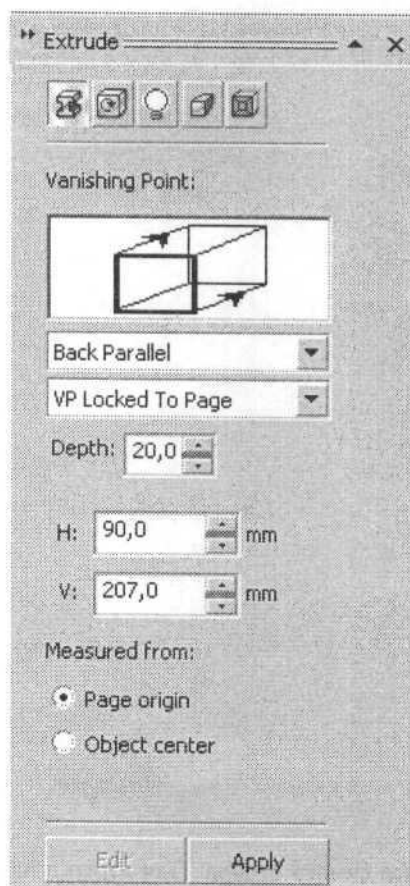 Extrude
Vanishing Point:
Back Parallel
VP Locked To Page
Depth: 20,0
H: 90,0 mm
V: 207,0 mm
Measured from:
Page origin
Object center
Edit Apply